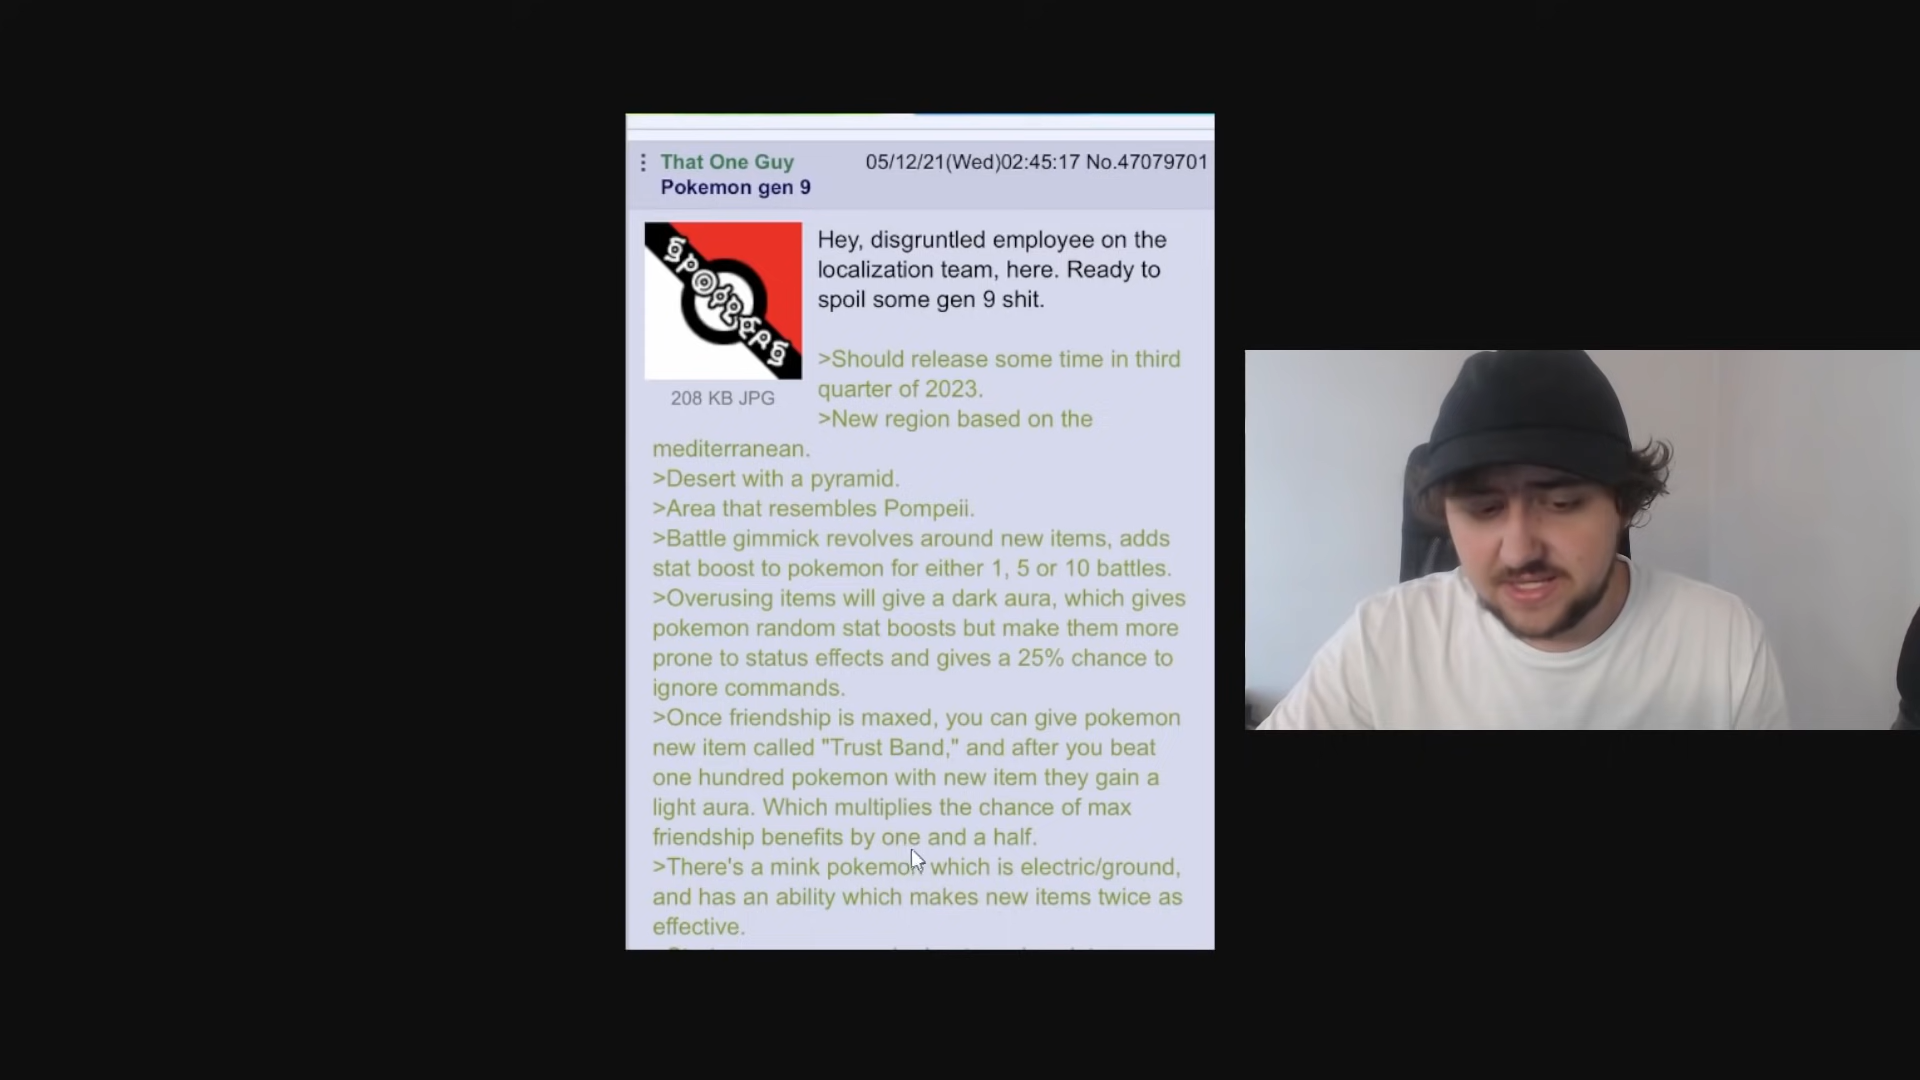 That One Guy 05/12/21(Wed)02:45:17 No.47079701
Pokemon gen 9
SPOILERS
208 KB JPG
Hey, disgruntled employee on the
localization team, here. Ready to
spoil some gen 9 shit.
>Should release some time in third
quarter of 2023.
>New region based on the
mediterranean.
>Desert with a pyramid.
>Area that resembles Pompeii.
>Battle gimmick revolves around new items, adds
stat boost to pokemon for either 1, 5 or 10 battles.
>Overusing items will give a dark aura, which gives
pokemon random stat boosts but make them more
prone to status effects and gives a 25% chance to
ignore commands.
>Once friendship is maxed, you can give pokemon
new item called "Trust Band," and after you beat
one hundred pokemon with new item they gain a
light aura. Which multiplies the chance of max
friendship benefits by one and a half.
>There's a mink pokemon which is electric/ground,
and has an ability which makes new items twice as
effective.